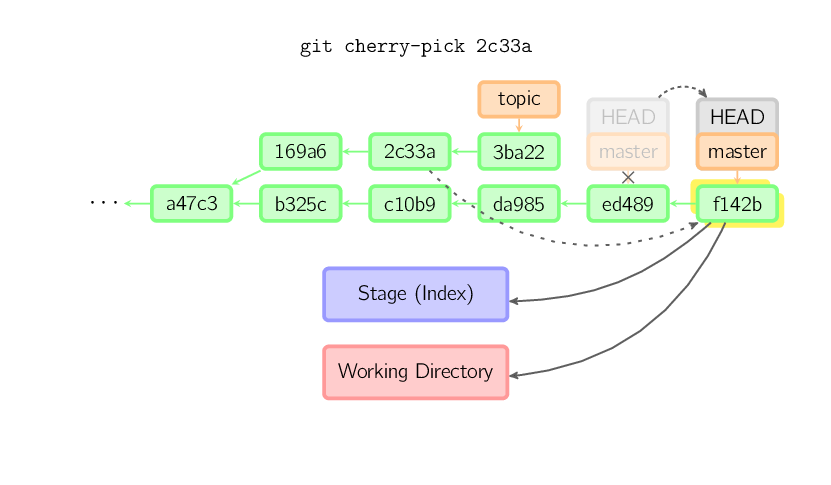 git cherry-pick 2c33a
topic
HEAD HEAD
master master
169a6 2c33a 3ba22
... a47c3 b325c c10b9 da985 ed489 f142b
Stage (Index)
Working Directory